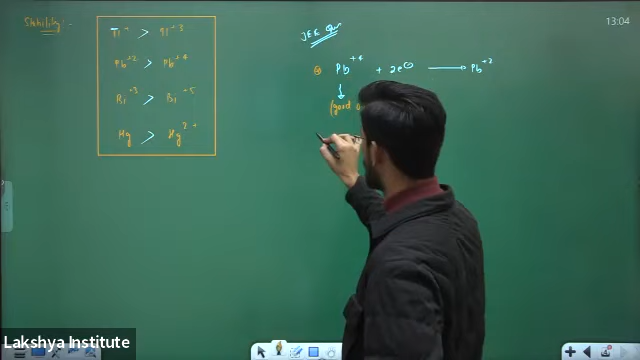 Stability:-
Tl⁺ > Tl⁺³
Pb⁺² > Pb⁺⁴
Bi⁺³ > Bi⁺⁵
Hg > Hg²⁺
JEE Que
Pb⁺⁴ + 2e⊖ ⟶ Pb⁺²
↓
(good
13:04
Lakshya Institute